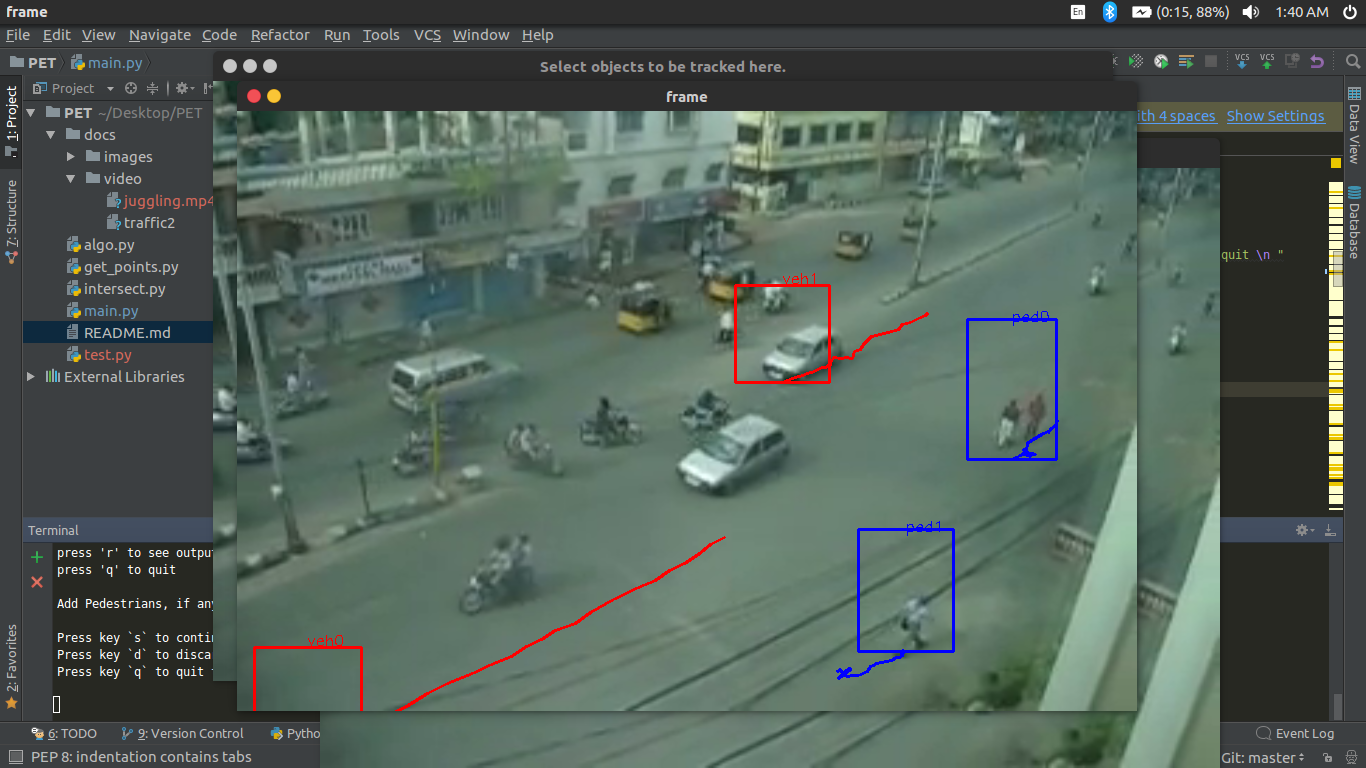 frame
En
(0:15, 88%)
1:40 AM
File Edit View Navigate Code Refactor Run Tools VCS Window Help
PET
main.py
Select objects to be tracked here.
VCS
VCS
1: Project
Project
frame
ith 4 spaces Show Settings
PET ~/Desktop/PET
docs
images
video
juggling.mp4
traffic2
algo.py
get_points.py
intersect.py
main.py
README.md
test.py
External Libraries
7: Structure
2: Favorites
Data View
Database
quit \n "
veh1
ped0
ped1
veh0
Terminal
press 'r' to see outpu
press 'q' to quit
Add Pedestrians, if any
Press key `s` to contin
Press key `d` to discar
Press key `q` to quit
6: TODO
9: Version Control
Pytho
Event Log
PEP 8: indentation contains tabs
Git: master